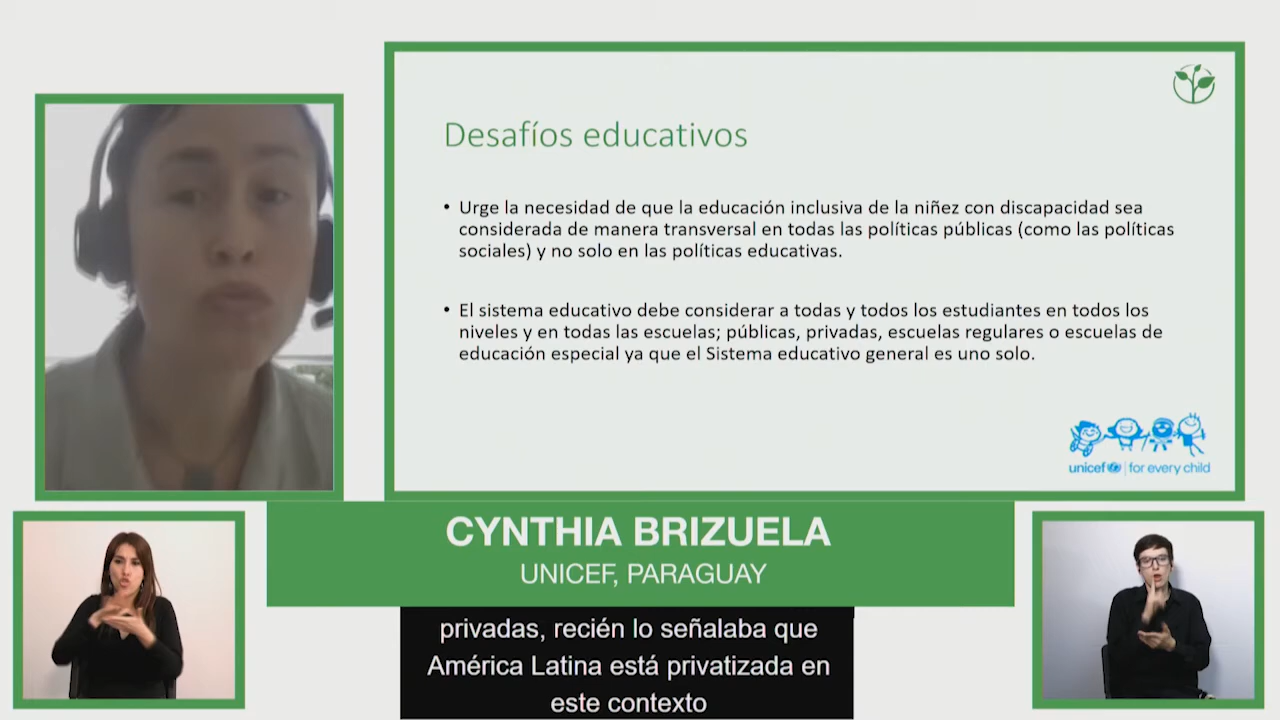 Desafíos educativos
• Urge la necesidad de que la educación inclusiva de la niñez con discapacidad sea
considerada de manera transversal en todas las políticas públicas (como las políticas
sociales) y no solo en las políticas educativas.
• El sistema educativo debe considerar a todas y todos los estudiantes en todos los
niveles y en todas las escuelas; públicas, privadas, escuelas regulares o escuelas de
educación especial ya que el Sistema educativo general es uno solo.
unicef | for every child
CYNTHIA BRIZUELA
UNICEF, PARAGUAY
privadas, recién lo señalaba que
América Latina está privatizada en
este contexto